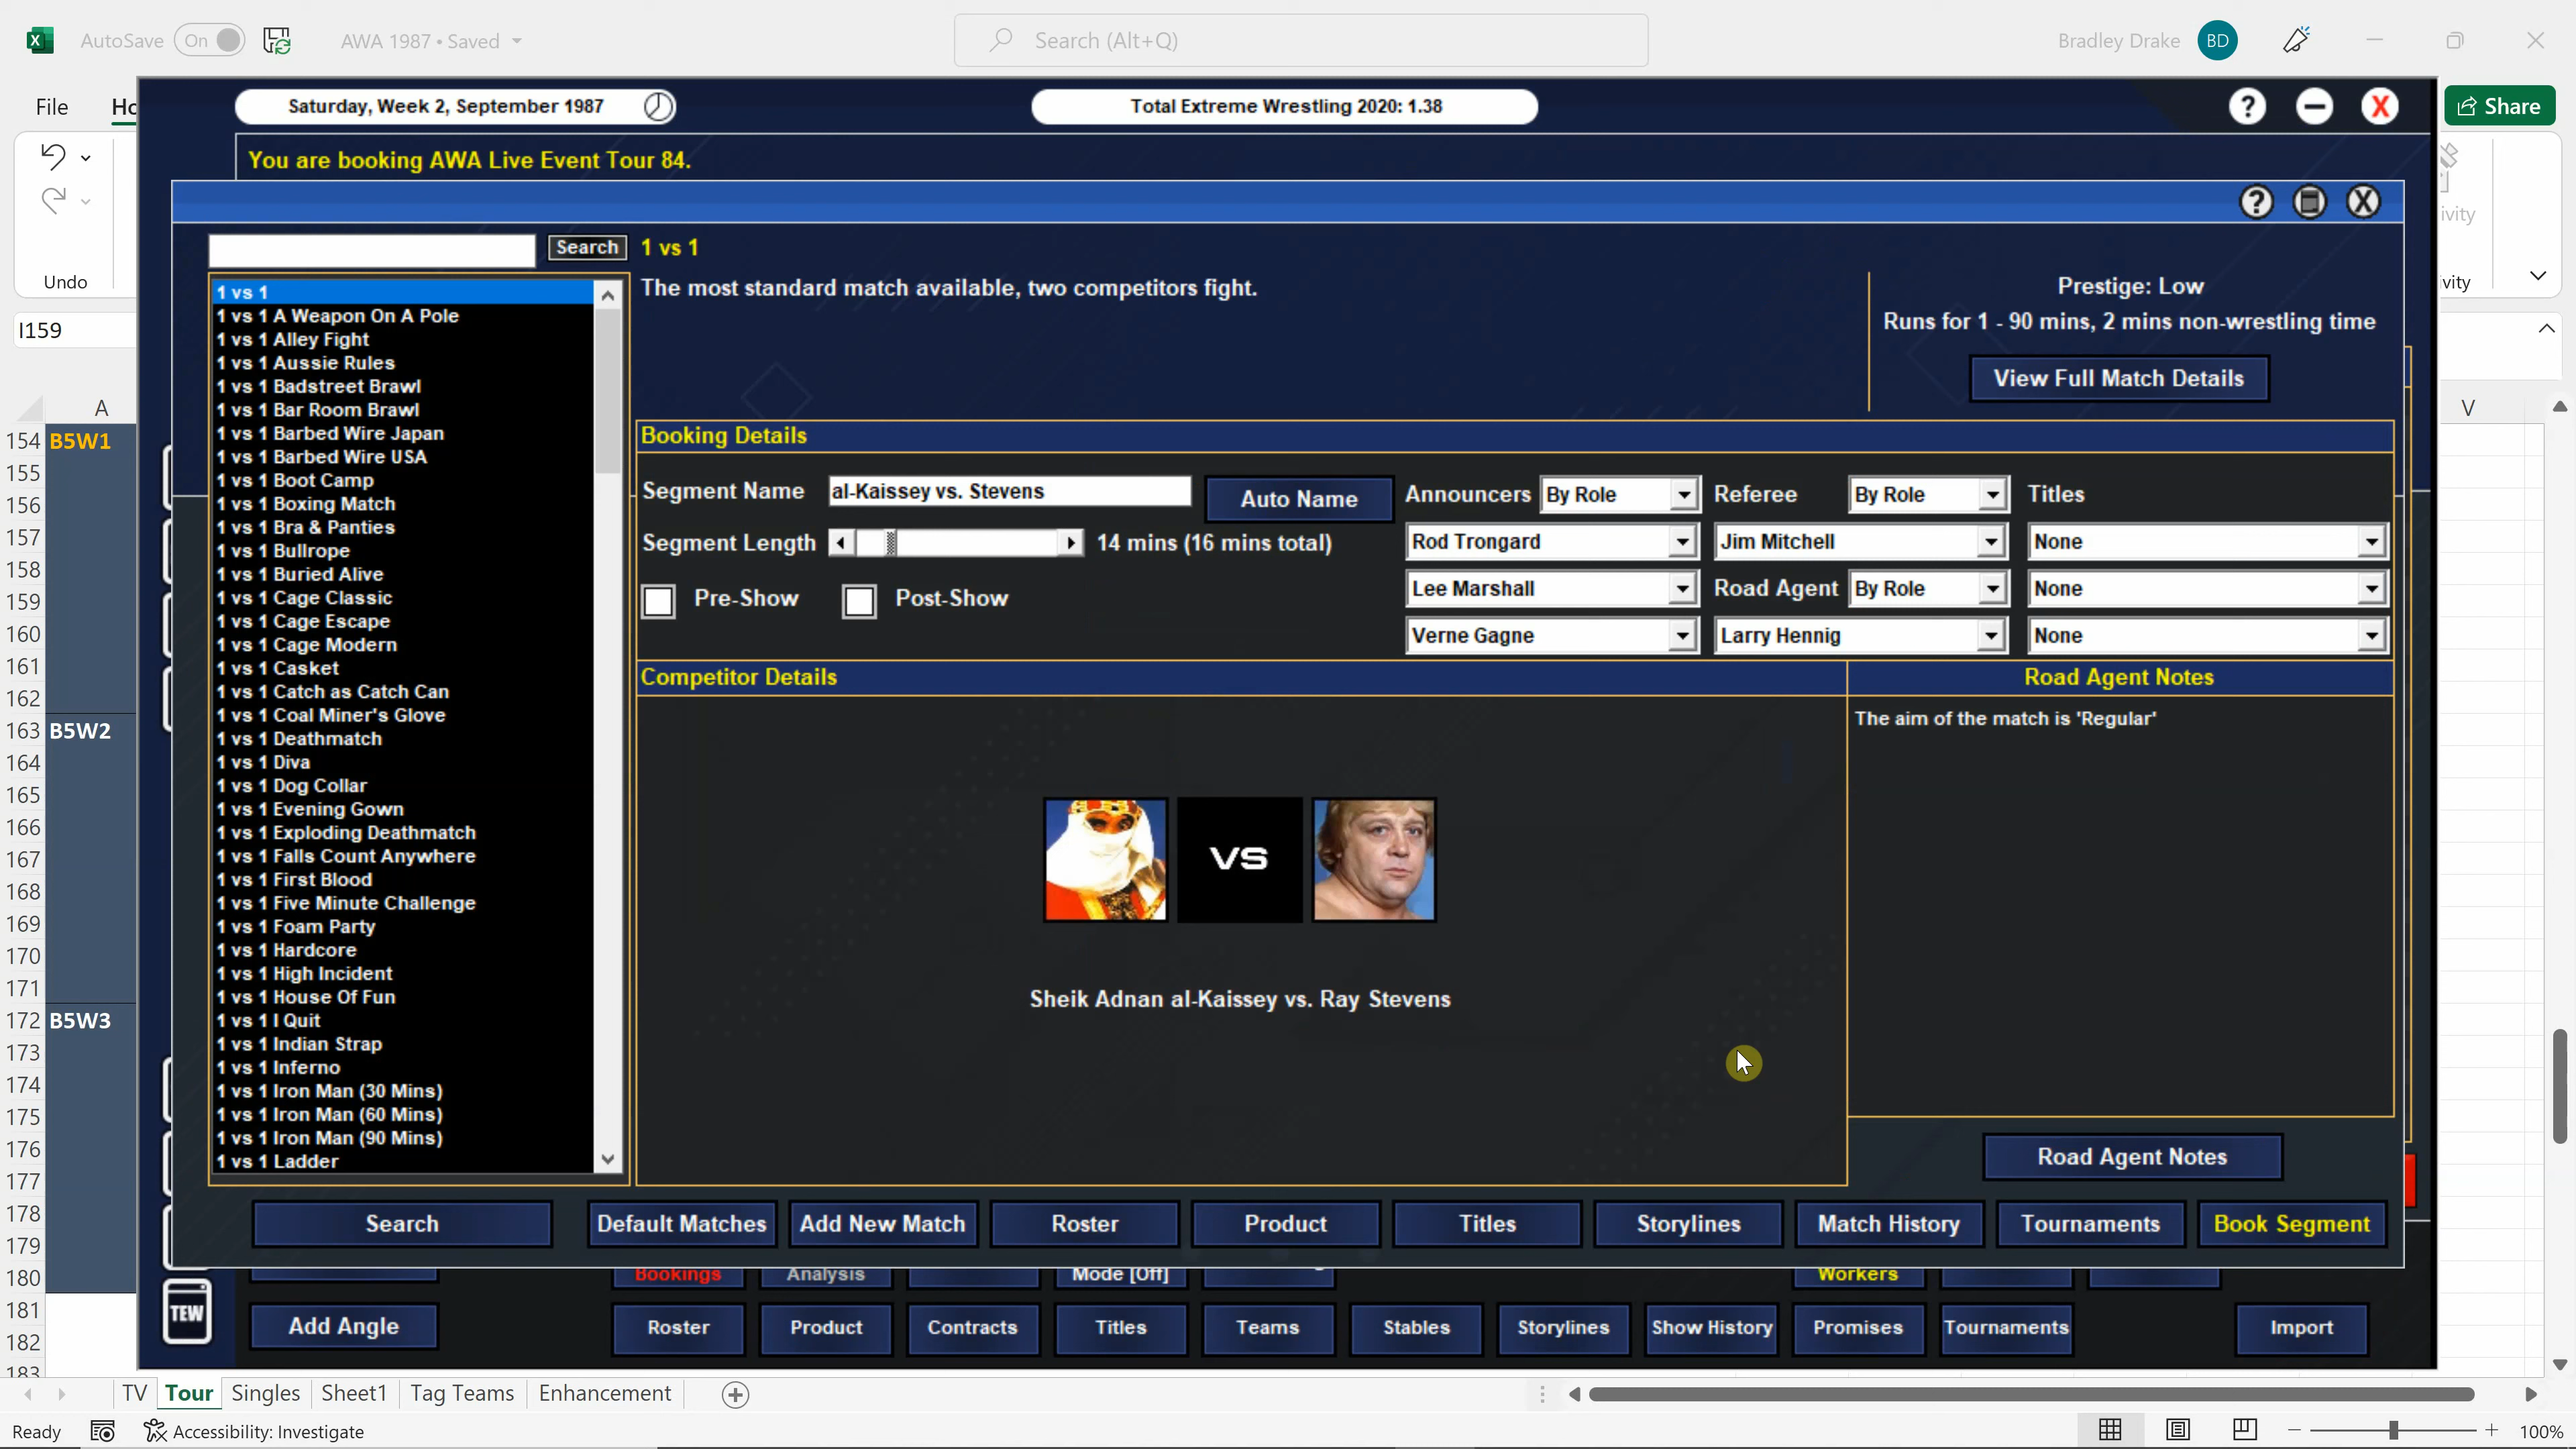 AutoSave On AWA 1987 • Saved Search (Alt+Q) Bradley Drake BD
File Share
Saturday, Week 2, September 1987 Total Extreme Wrestling 2020: 1.38 ? X
You are booking AWA Live Event Tour 84.
Undo
I159
? X
Search 1 vs 1
The most standard match available, two competitors fight.
Prestige: Low
Runs for 1 - 90 mins, 2 mins non-wrestling time
View Full Match Details
1 vs 1
1 vs 1 A Weapon On A Pole
1 vs 1 Alley Fight
1 vs 1 Aussie Rules
1 vs 1 Badstreet Brawl
1 vs 1 Bar Room Brawl
1 vs 1 Barbed Wire Japan
1 vs 1 Barbed Wire USA
1 vs 1 Boot Camp
1 vs 1 Boxing Match
1 vs 1 Bra & Panties
1 vs 1 Bullrope
1 vs 1 Buried Alive
1 vs 1 Cage Classic
1 vs 1 Cage Escape
1 vs 1 Cage Modern
1 vs 1 Casket
1 vs 1 Catch as Catch Can
1 vs 1 Coal Miner's Glove
1 vs 1 Deathmatch
1 vs 1 Diva
1 vs 1 Dog Collar
1 vs 1 Evening Gown
1 vs 1 Exploding Deathmatch
1 vs 1 Falls Count Anywhere
1 vs 1 First Blood
1 vs 1 Five Minute Challenge
1 vs 1 Foam Party
1 vs 1 Hardcore
1 vs 1 High Incident
1 vs 1 House Of Fun
1 vs 1 I Quit
1 vs 1 Indian Strap
1 vs 1 Inferno
1 vs 1 Iron Man (30 Mins)
1 vs 1 Iron Man (60 Mins)
1 vs 1 Iron Man (90 Mins)
1 vs 1 Ladder
Booking Details
Segment Name al-Kaissey vs. Stevens Auto Name
Segment Length 14 mins (16 mins total)
Pre-Show Post-Show
Announcers By Role
Rod Trongard
Lee Marshall
Verne Gagne
Referee By Role
Jim Mitchell
Road Agent By Role
Larry Hennig
Titles
None
None
None
Competitor Details
VS
Sheik Adnan al-Kaissey vs. Ray Stevens
Road Agent Notes
The aim of the match is 'Regular'
Road Agent Notes
Search Default Matches Add New Match Roster Product Titles Storylines Match History Tournaments Book Segment
Bookings Analysis Mode [Off] Workers
TEW Add Angle Roster Product Contracts Titles Teams Stables Storylines Show History Promises Tournaments Import
A V
154 B5W1
155
156
157
158
159
160
161
162
163 B5W2
164
165
166
167
168
169
170
171
172 B5W3
173
174
175
176
177
178
179
180
181
182
183
TV Tour Singles Sheet1 Tag Teams Enhancement
Ready Accessibility: Investigate 100%